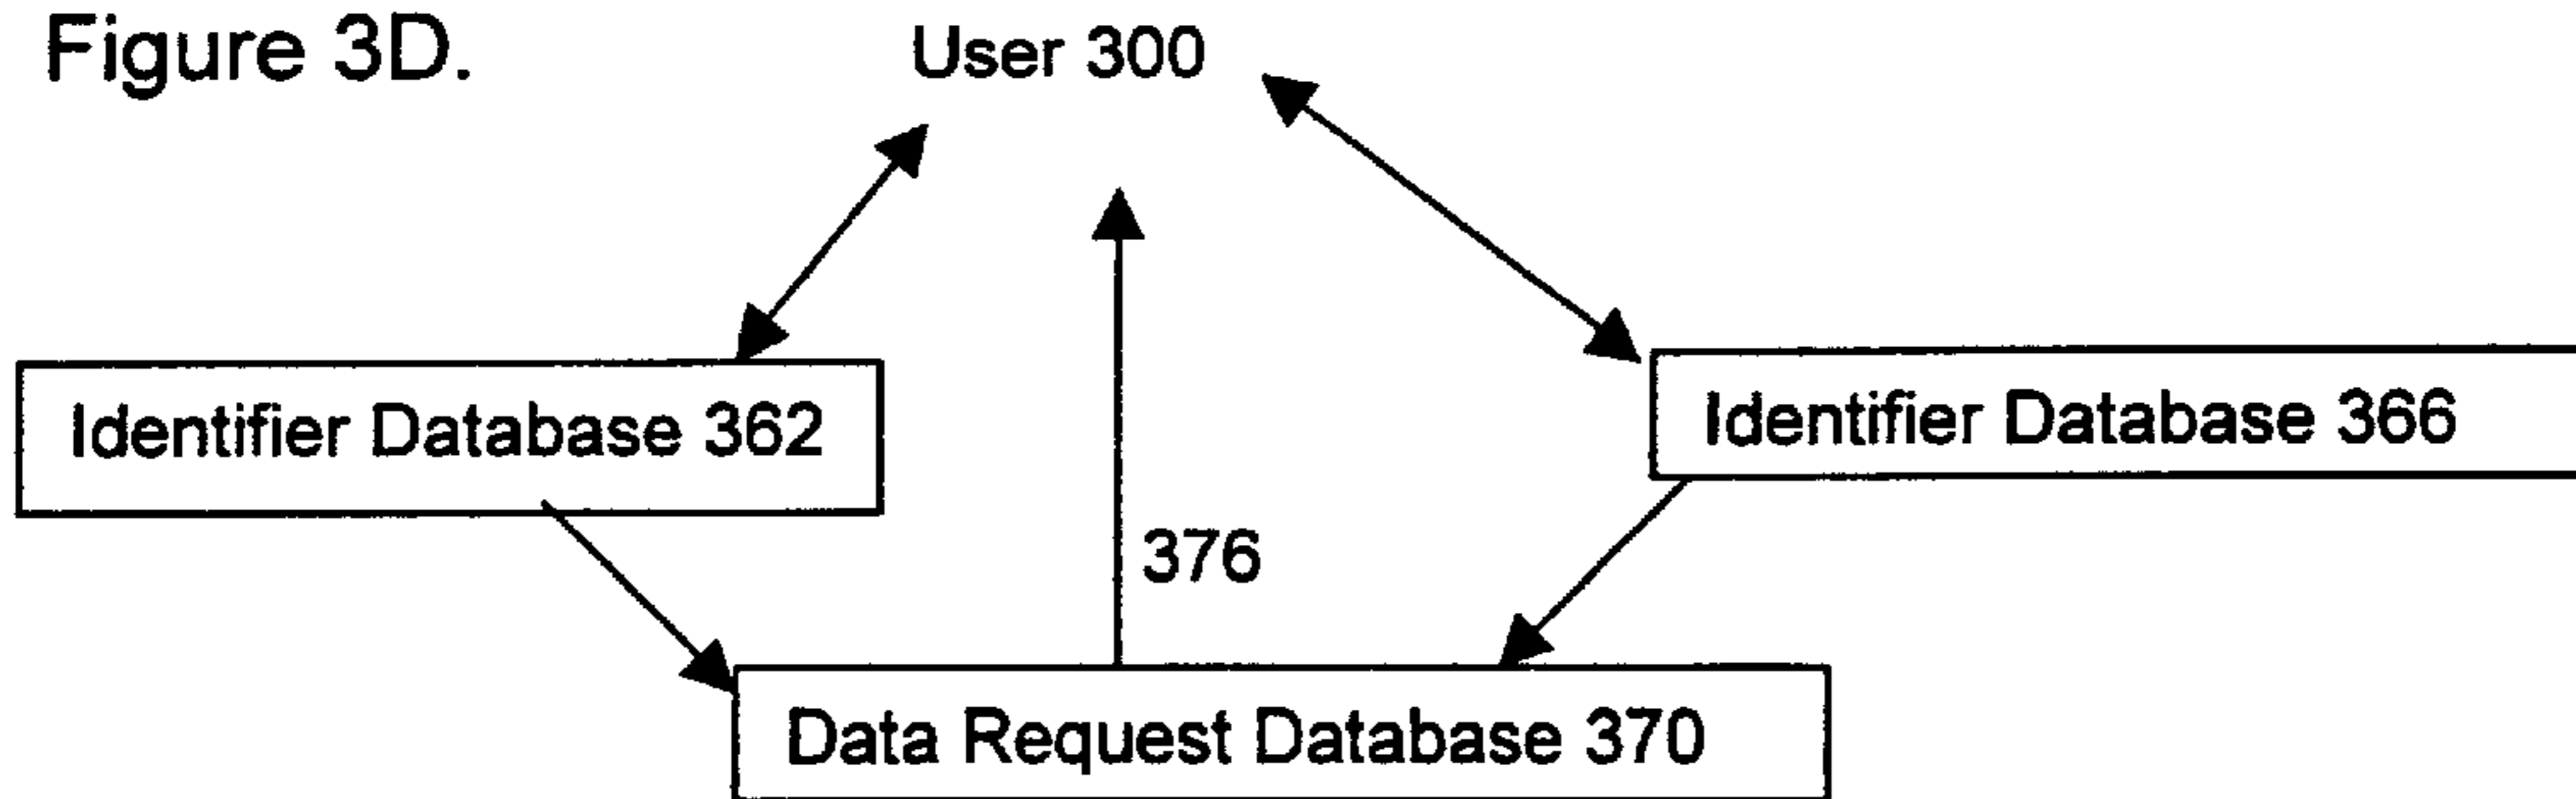 Figure 3D.
User 300
Identifier Database 362
Identifier Database 366
376
Data Request Database 370